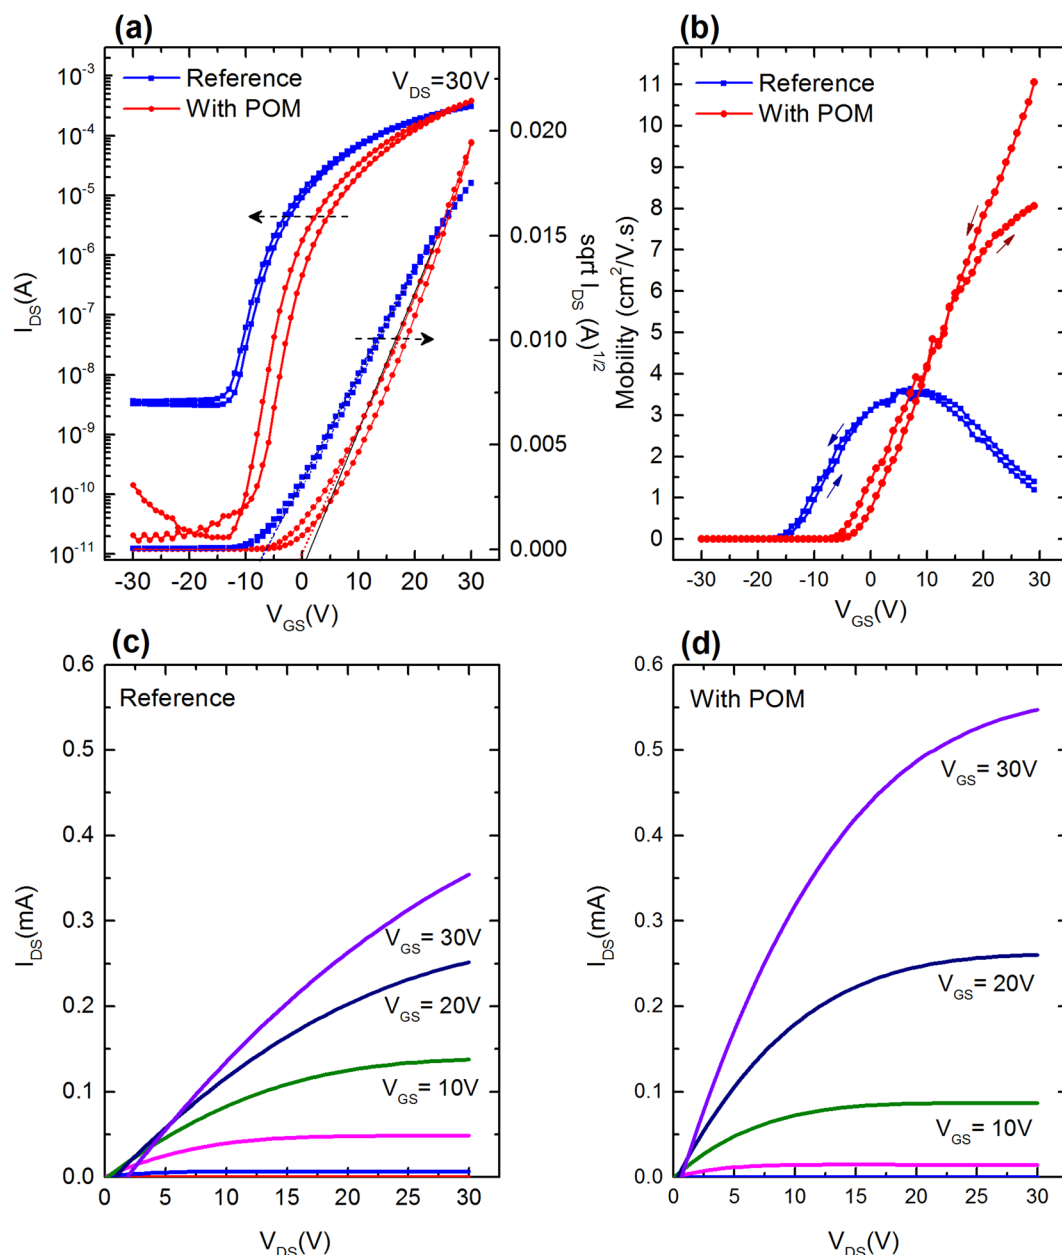 (a)
Reference
With POM
V_DS=30V
10^-3
10^-4
10^-5
10^-6
10^-7
10^-8
10^-9
10^-10
10^-11
I_DS(A)
0.020
0.015
0.010
0.005
0.000
sqrt I_DS (A)^1/2
-30 -20 -10 0 10 20 30
V_GS(V)
(b)
Reference
With POM
11
10
9
8
7
6
5
4
3
2
1
0
Mobility (cm^2/V.s)
-30 -20 -10 0 10 20 30
V_GS(V)
(c)
Reference
0.6
0.5
0.4
0.3
0.2
0.1
0.0
I_DS(mA)
V_GS= 30V
V_GS= 20V
V_GS= 10V
0 5 10 15 20 25 30
V_DS(V)
(d)
With POM
0.6
0.5
0.4
0.3
0.2
0.1
0.0
I_DS(mA)
V_GS= 30V
V_GS= 20V
V_GS= 10V
0 5 10 15 20 25 30
V_DS(V)